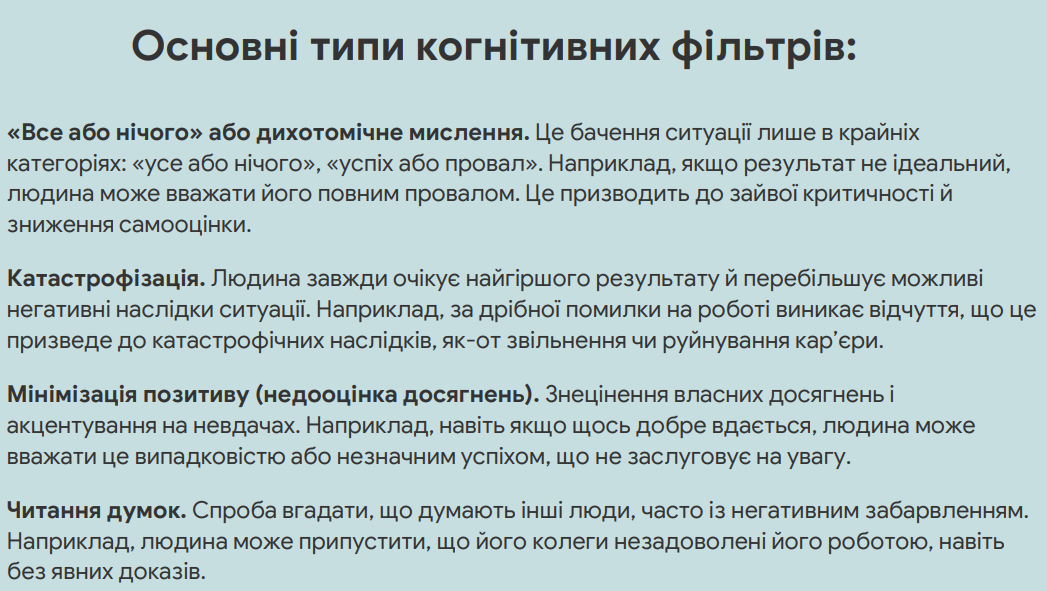 Основні типи когнітивних фільтрів:
«Все або нічого» або дихотомічне мислення. Це бачення ситуації лише в крайніх
категоріях: «усе або нічого», «успіх або провал». Наприклад, якщо результат не ідеальний,
людина може вважати його повним провалом. Це призводить до зайвої критичності й
зниження самооцінки.
Катастрофізація. Людина завжди очікує найгіршого результату й перебільшує можливі
негативні наслідки ситуації. Наприклад, за дрібної помилки на роботі виникає відчуття, що це
призведе до катастрофічних наслідків, як-от звільнення чи руйнування кар’єри.
Мінімізація позитиву (недооцінка досягнень). Знецінення власних досягнень і
акцентування на невдачах. Наприклад, навіть якщо щось добре вдається, людина може
вважати це випадковістю або незначним успіхом, що не заслуговує на увагу.
Читання думок. Спроба вгадати, що думають інші люди, часто із негативним забарвленням.
Наприклад, людина може припустити, що його колеги незадоволені його роботою, навіть
без явних доказів.